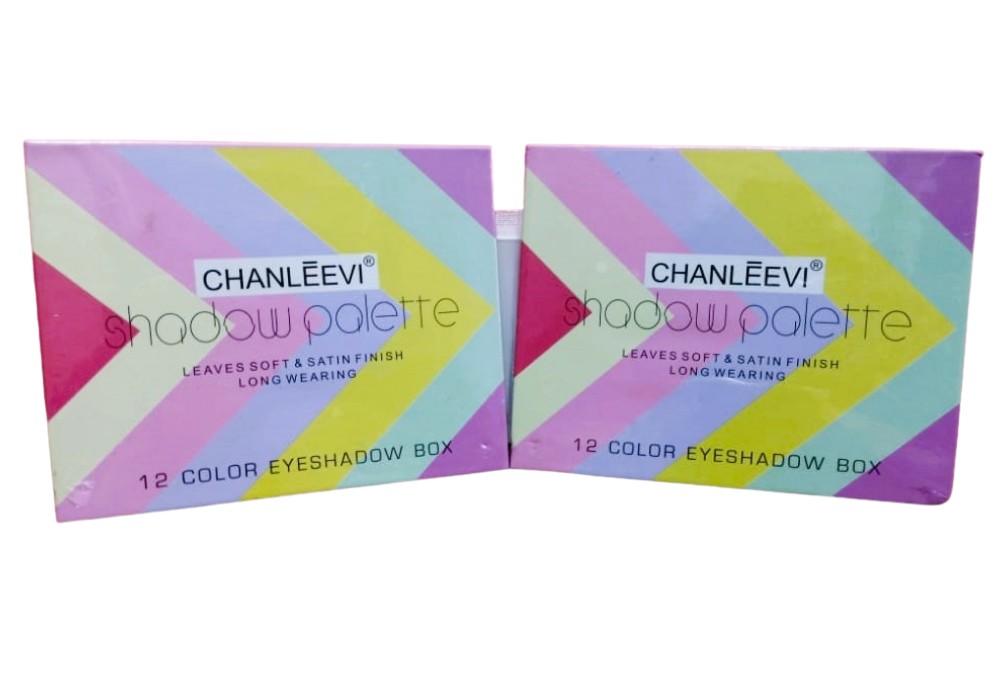 CHANLĒEVI®
shadow palette
LEAVES SOFT & SATIN FINISH
LONG WEARING
12 COLOR EYESHADOW BOX
CHANLĒEVI®
shadow palette
LEAVES SOFT & SATIN FINISH
LONG WEARING
12 COLOR EYESHADOW BOX